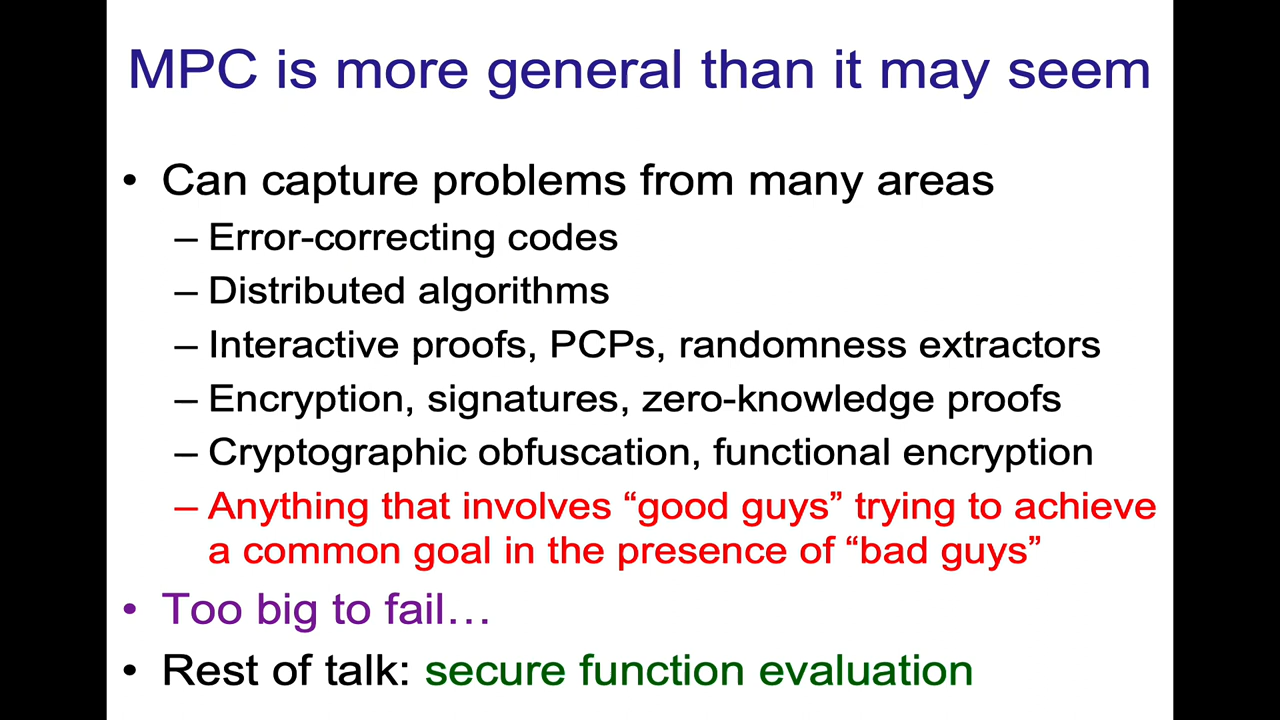 MPC is more general than it may seem
• Can capture problems from many areas
– Error-correcting codes
– Distributed algorithms
– Interactive proofs, PCPs, randomness extractors
– Encryption, signatures, zero-knowledge proofs
– Cryptographic obfuscation, functional encryption
– Anything that involves “good guys” trying to achieve
a common goal in the presence of “bad guys”
• Too big to fail…
• Rest of talk: secure function evaluation